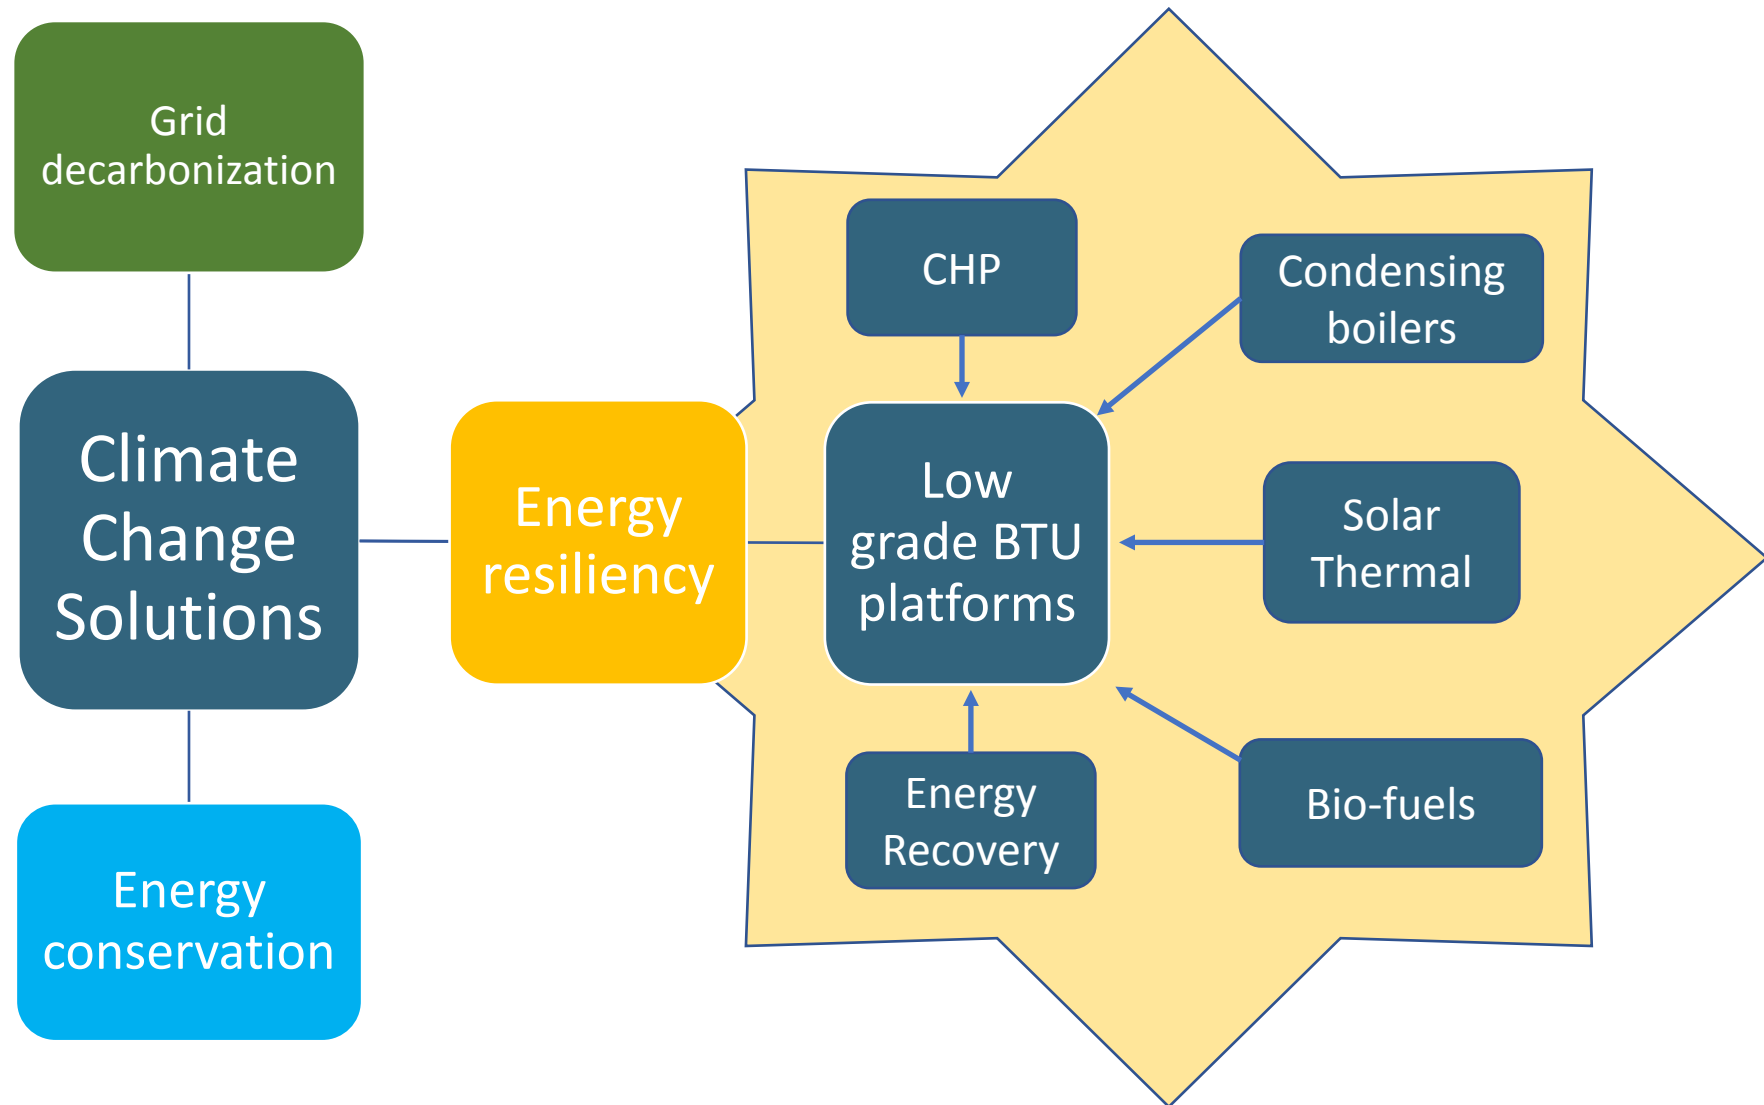 Grid
decarbonization
Climate
Change
Solutions
Energy
conservation
Energy
resiliency
Low
grade BTU
platforms
CHP
Condensing
boilers
Solar
Thermal
Bio-fuels
Energy
Recovery